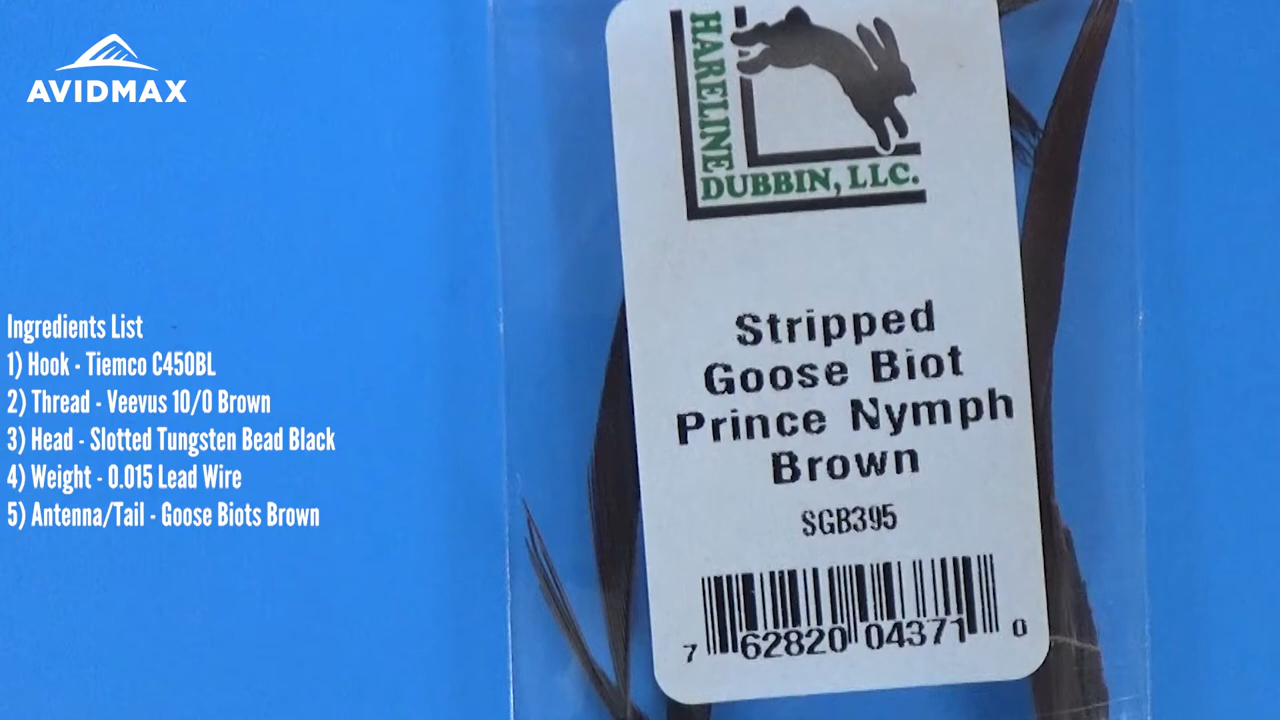 AVIDMAX
Ingredients List
1) Hook - Tiemco C450BL
2) Thread - Veevus 10/0 Brown
3) Head - Slotted Tungsten Bead Black
4) Weight - 0.015 Lead Wire
5) Antenna/Tail - Goose Biots Brown
HARELINE
DUBBIN, LLC.
Stripped
Goose Biot
Prince Nymph
Brown
SGB395
7 62820 04371 0